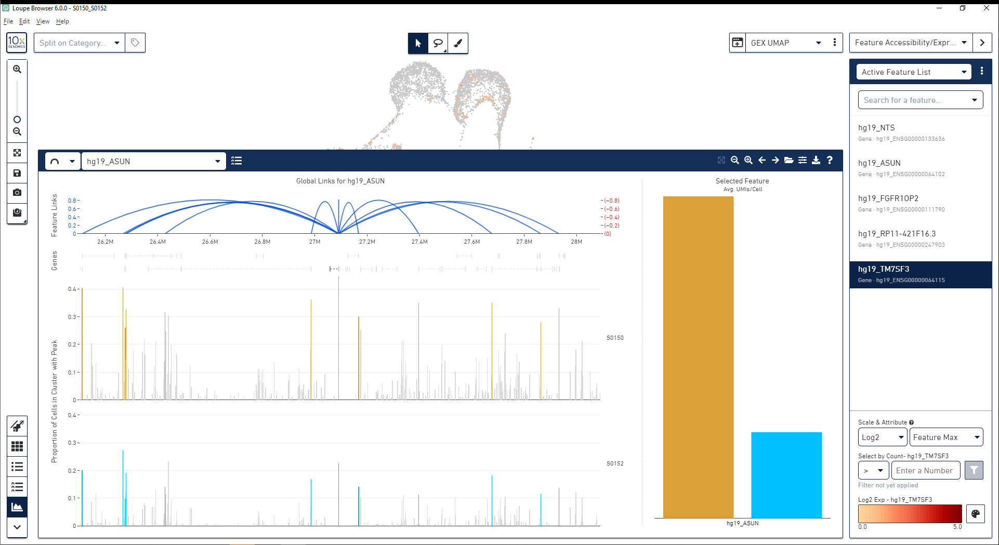 Loupe Browser 6.0.0 - S0150_S0152
File Edit View Help
10x GENOMICS
Split on Category...
GEX UMAP
Feature Accessibility/Expr...
Active Feature List
Search for a feature...
hg19_NTS
Gene · hg19_ENSG00000133636
hg19_ASUN
Gene · hg19_ENSG00000064102
hg19_FGFR1OP2
Gene · hg19_ENSG00000111790
hg19_RP11-421F16.3
Gene · hg19_ENSG00000247903
hg19_TM7SF3
Gene · hg19_ENSG00000064115
hg19_ASUN
?
Global Links for hg19_ASUN
Feature Links
0.8
0.6
0.4
0.2
0
(-0.8)
(-0.6)
(-0.4)
(-0.2)
(0)
26.2M 26.4M 26.6M 26.8M 27M 27.2M 27.4M 27.6M 27.8M 28M
Genes
Proportion of Cells in Cluster with Peak
0.4
0.3
0.2
0.1
0
S0150
0.4
0.3
0.2
0.1
0
S0152
Selected Feature
Avg. UMIs/Cell
hg19_ASUN
Scale & Attribute ?
Log2 Feature Max
Select by Count- hg19_TM7SF3
> Enter a Number
Filter not yet applied
Log2 Exp - hg19_TM7SF3
0.0 5.0